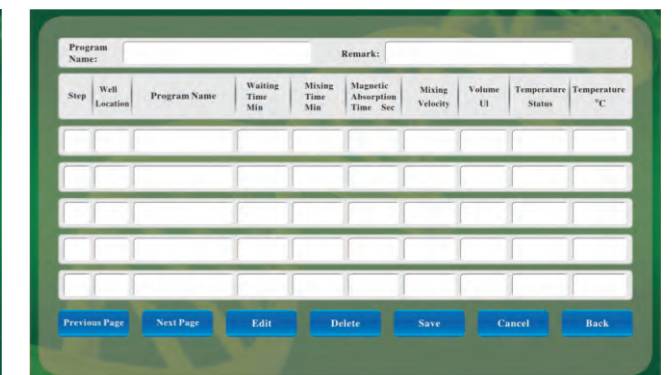 Program Name: Remark:
Step Well Location Program Name Waiting Time Min Mixing Time Min Magnetic Absorption Time Sec Mixing Velocity Volume Ul Temperature Status Temperature °C
Previous Page Next Page Edit Delete Save Cancel Back